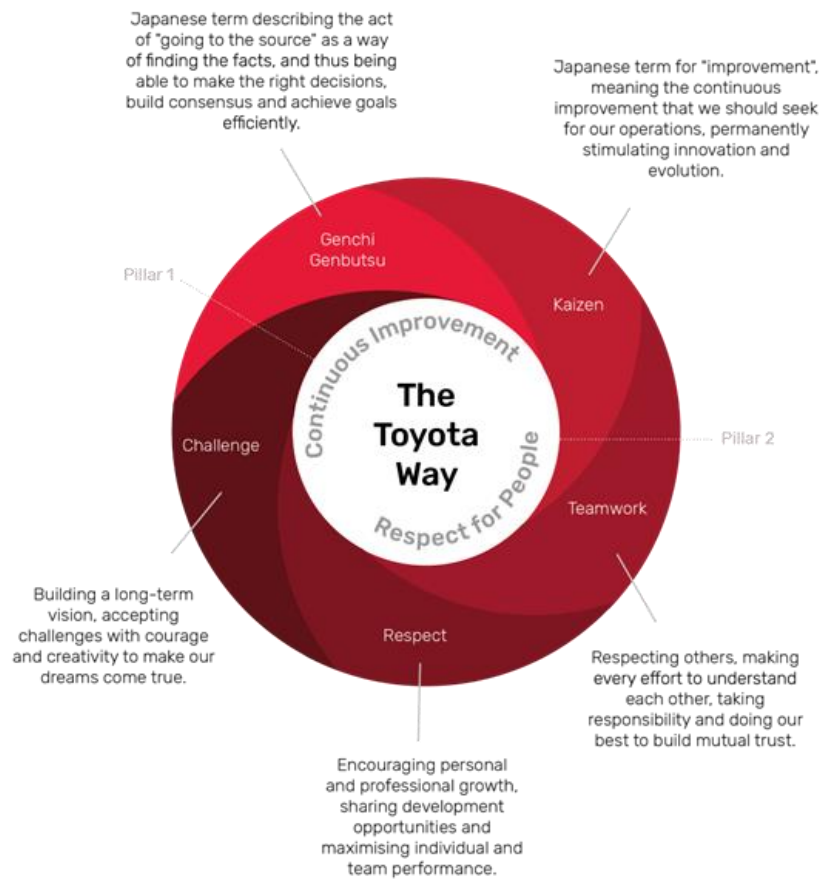 Japanese term describing the act
of "going to the source" as a way
of finding the facts, and thus being
able to make the right decisions,
build consensus and achieve goals
efficiently.
Japanese term for "improvement",
meaning the continuous
improvement that we should seek
for our operations, permanently
stimulating innovation and
evolution.
Genchi
Genbutsu
Pillar 1
Kaizen
Continuous Improvement
The
Toyota
Way
Respect for People
Challenge
Pillar 2
Teamwork
Respect
Building a long-term
vision, accepting
challenges with courage
and creativity to make our
dreams come true.
Respecting others, making
every effort to understand
each other, taking
responsibility and doing our
best to build mutual trust.
Encouraging personal
and professional growth,
sharing development
opportunities and
maximising individual and
team performance.